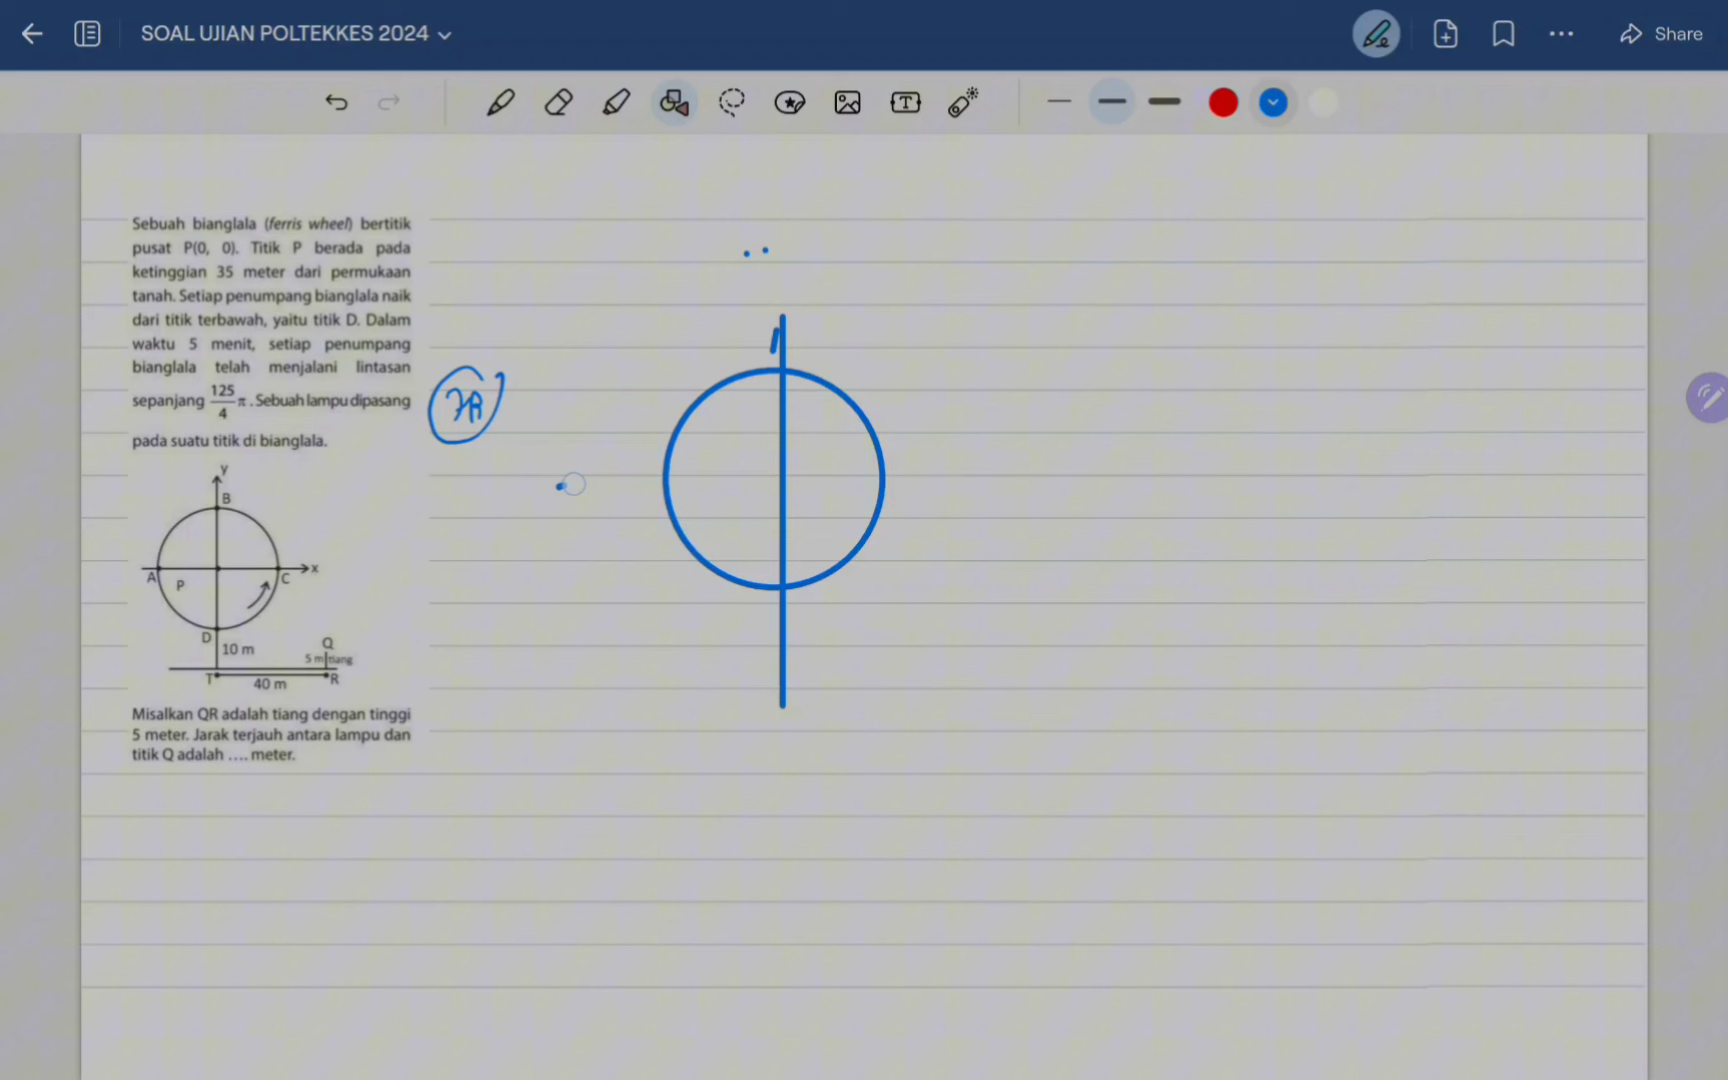 SOAL UJIAN POLTEKKES 2024
Share
Sebuah bianglala (ferris wheel) bertitik
pusat P(0, 0). Titik P berada pada
ketinggian 35 meter dari permukaan
tanah. Setiap penumpang bianglala naik
dari titik terbawah, yaitu titik D. Dalam
waktu 5 menit, setiap penumpang
bianglala telah menjalani lintasan
sepanjang 125/4 π. Sebuah lampu dipasang
pada suatu titik di bianglala.
y
B
A
P
C
x
D
10 m
Q
5 m tiang
T
40 m
R
Misalkan QR adalah tiang dengan tinggi
5 meter. Jarak terjauh antara lampu dan
titik Q adalah .... meter.